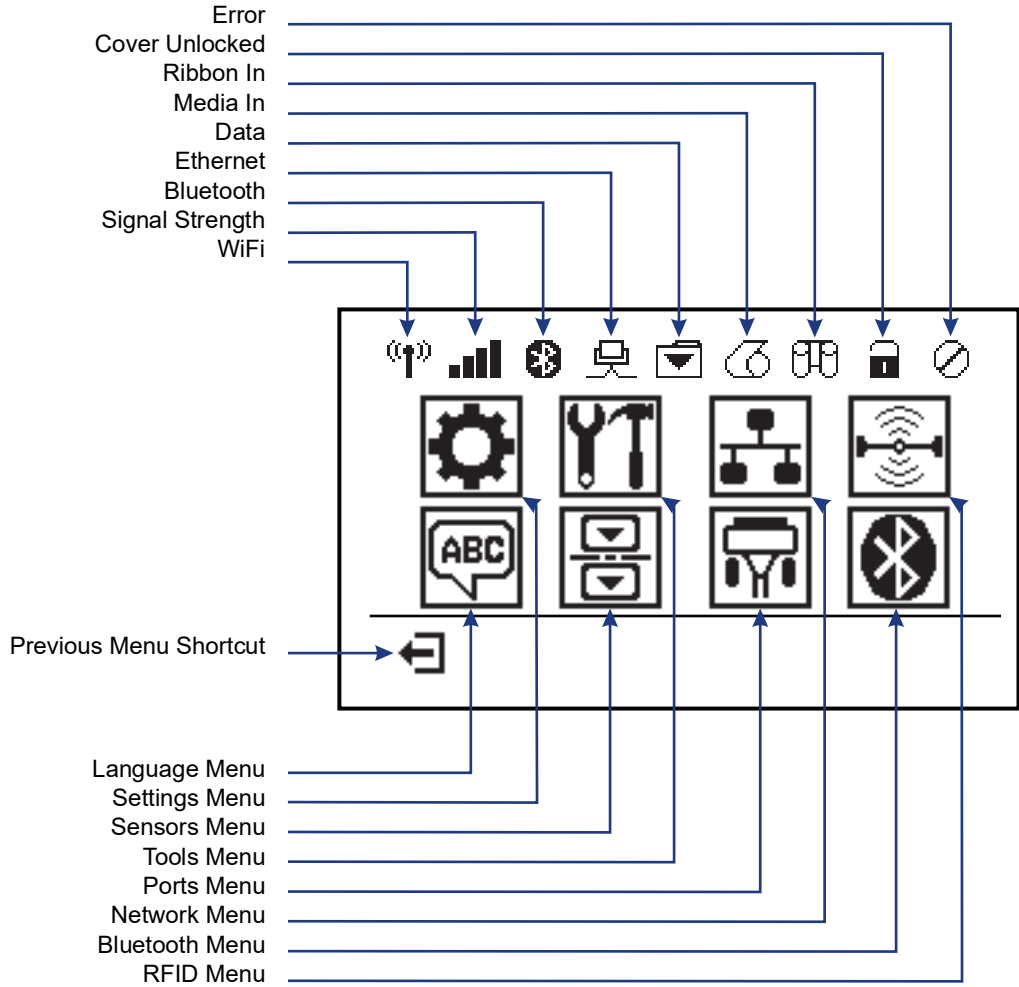 Error
Cover Unlocked
Ribbon In
Media In
Data
Ethernet
Bluetooth
Signal Strength
WiFi
ABC
Previous Menu Shortcut
Language Menu
Settings Menu
Sensors Menu
Tools Menu
Ports Menu
Network Menu
Bluetooth Menu
RFID Menu